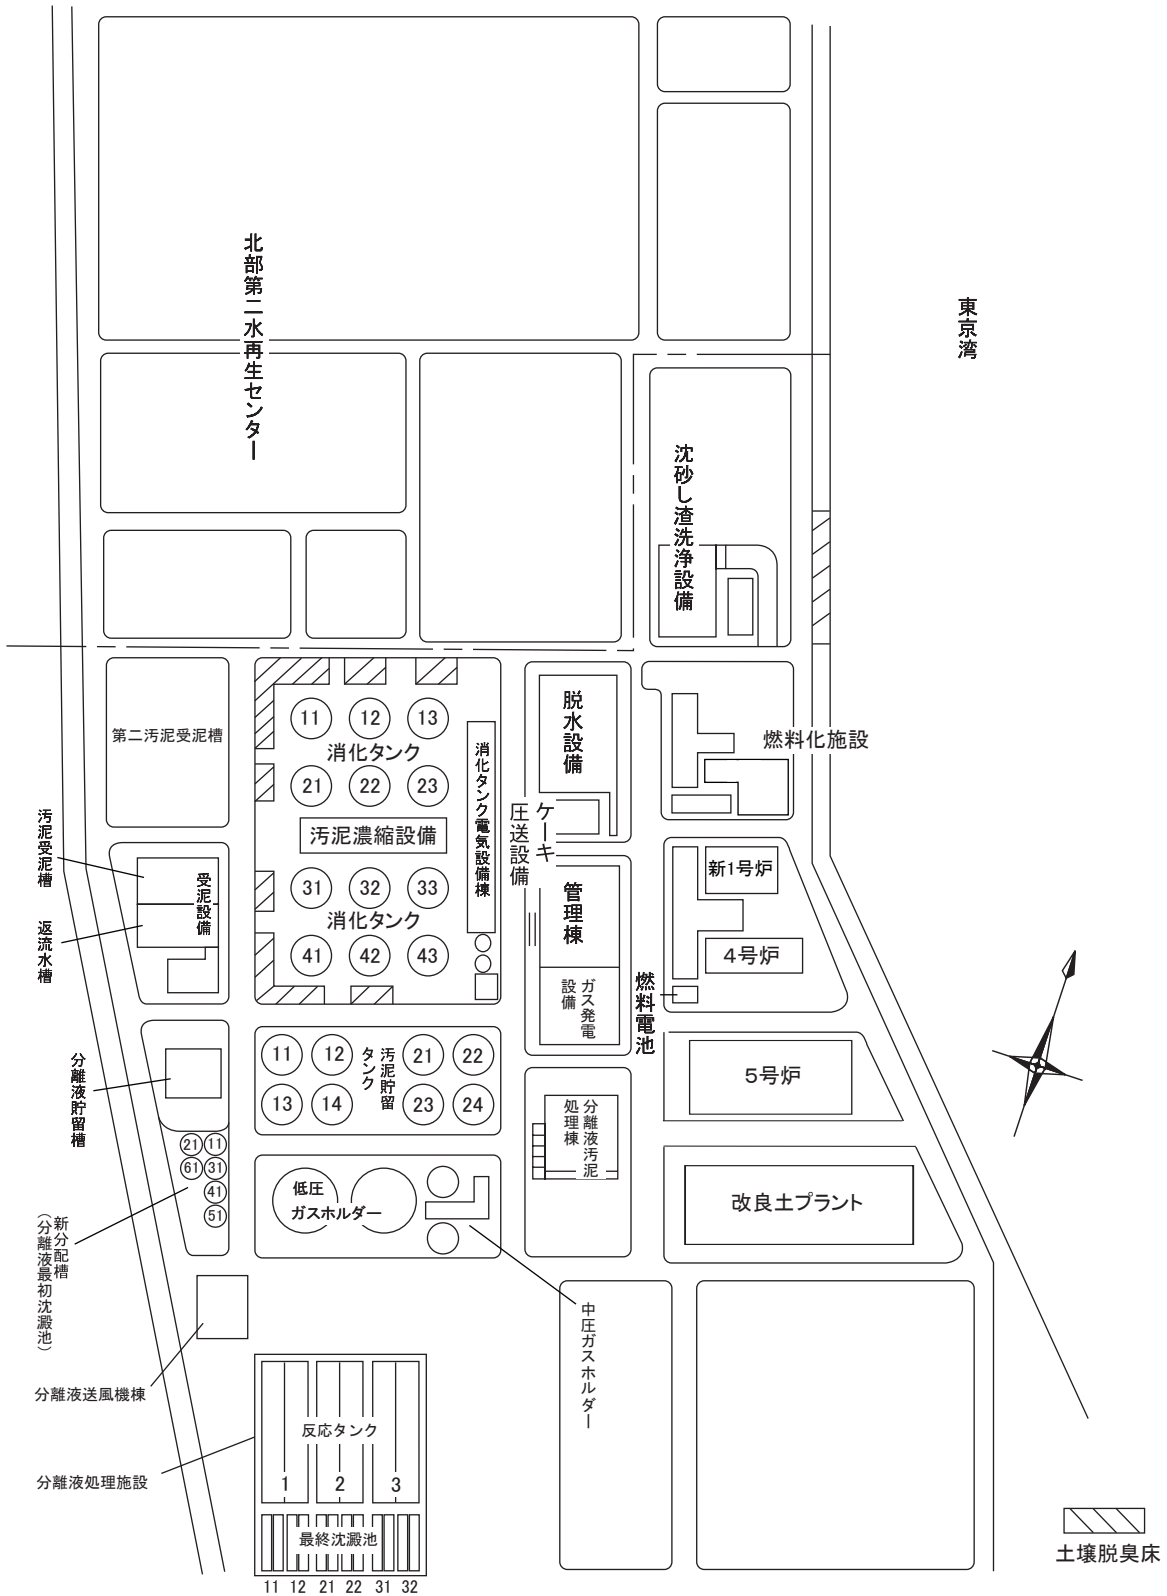 北部第二水再生センター
東京湾
沈砂し渣洗浄設備
第二汚泥受泥槽
11 12 13
消化タンク
21 22 23
汚泥濃縮設備
31 32 33
消化タンク
41 42 43
消化タンク電気設備棟
脱水設備
ケーキ
圧送設備
燃料化施設
汚泥受泥槽
受泥設備
返流水槽
管理棟
ガス発電
設備
新1号炉
4号炉
燃料電池
5号炉
分離液貯留槽
11 12
13 14
汚泥貯留
タンク
21 22
23 24
分離液汚泥
処理棟
21 11
61 31
41
51
新分配槽
(分離液最初沈澱池)
低圧
ガスホルダー
改良土プラント
中圧ガスホルダー
分離液送風機棟
分離液処理施設
反応タンク
1 2 3
最終沈澱池
11 12 21 22 31 32
土壌脱臭床